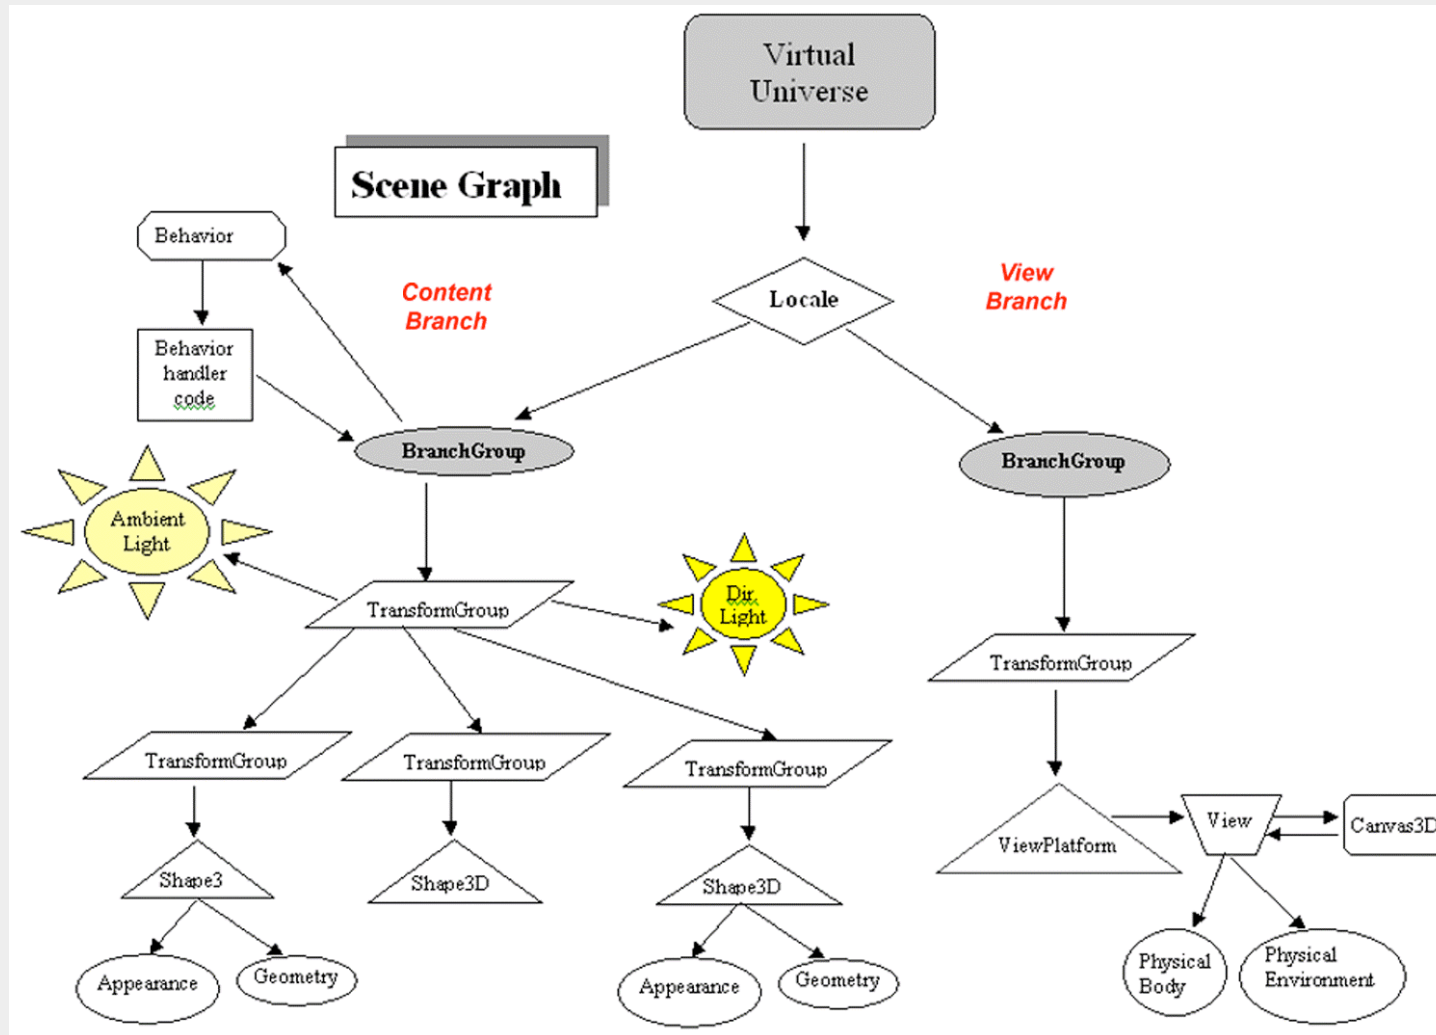 Virtual
Universe
Scene Graph
Behavior
Content
Branch
View
Branch
Locale
Behavior
handler
code
BranchGroup
BranchGroup
Ambient
Light
TransformGroup
Dir.
Light
TransformGroup
TransformGroup
TransformGroup
TransformGroup
Shape3
Shape3D
Shape3D
ViewPlatform
View
Canvas3D
Appearance
Geometry
Appearance
Geometry
Physical
Body
Physical
Environment